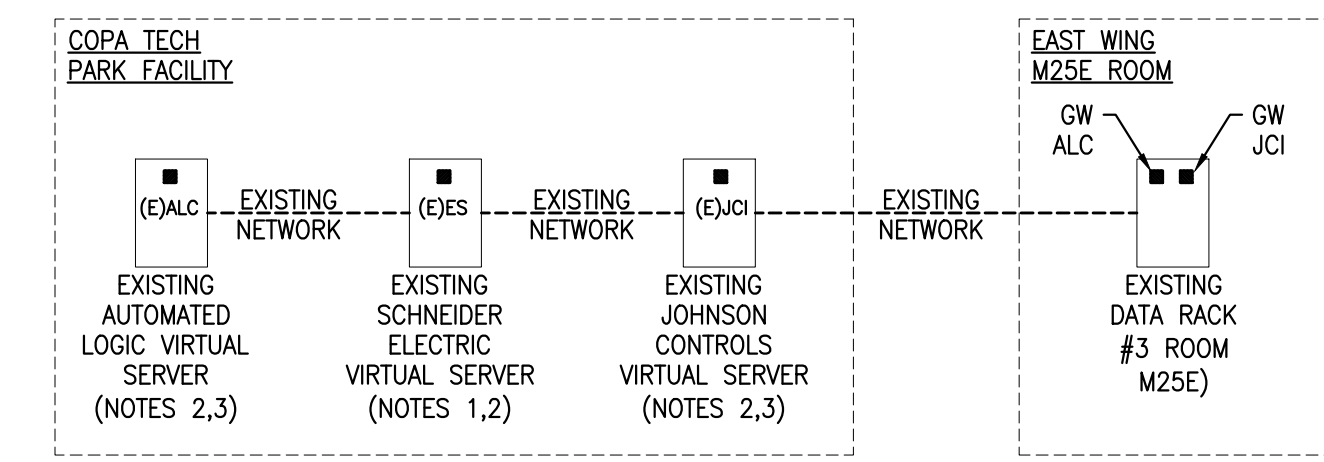 COPA TECH
PARK FACILITY
EAST WING
M25E ROOM
GW
ALC
GW
JCI
(E)ALC
EXISTING
NETWORK
(E)ES
EXISTING
NETWORK
(E)JCI
EXISTING
NETWORK
EXISTING
AUTOMATED
LOGIC VIRTUAL
SERVER
(NOTES 2,3)
EXISTING
SCHNEIDER
ELECTRIC
VIRTUAL SERVER
(NOTES 1,2)
EXISTING
JOHNSON
CONTROLS
VIRTUAL SERVER
(NOTES 2,3)
EXISTING
DATA RACK
#3 ROOM
M25E)